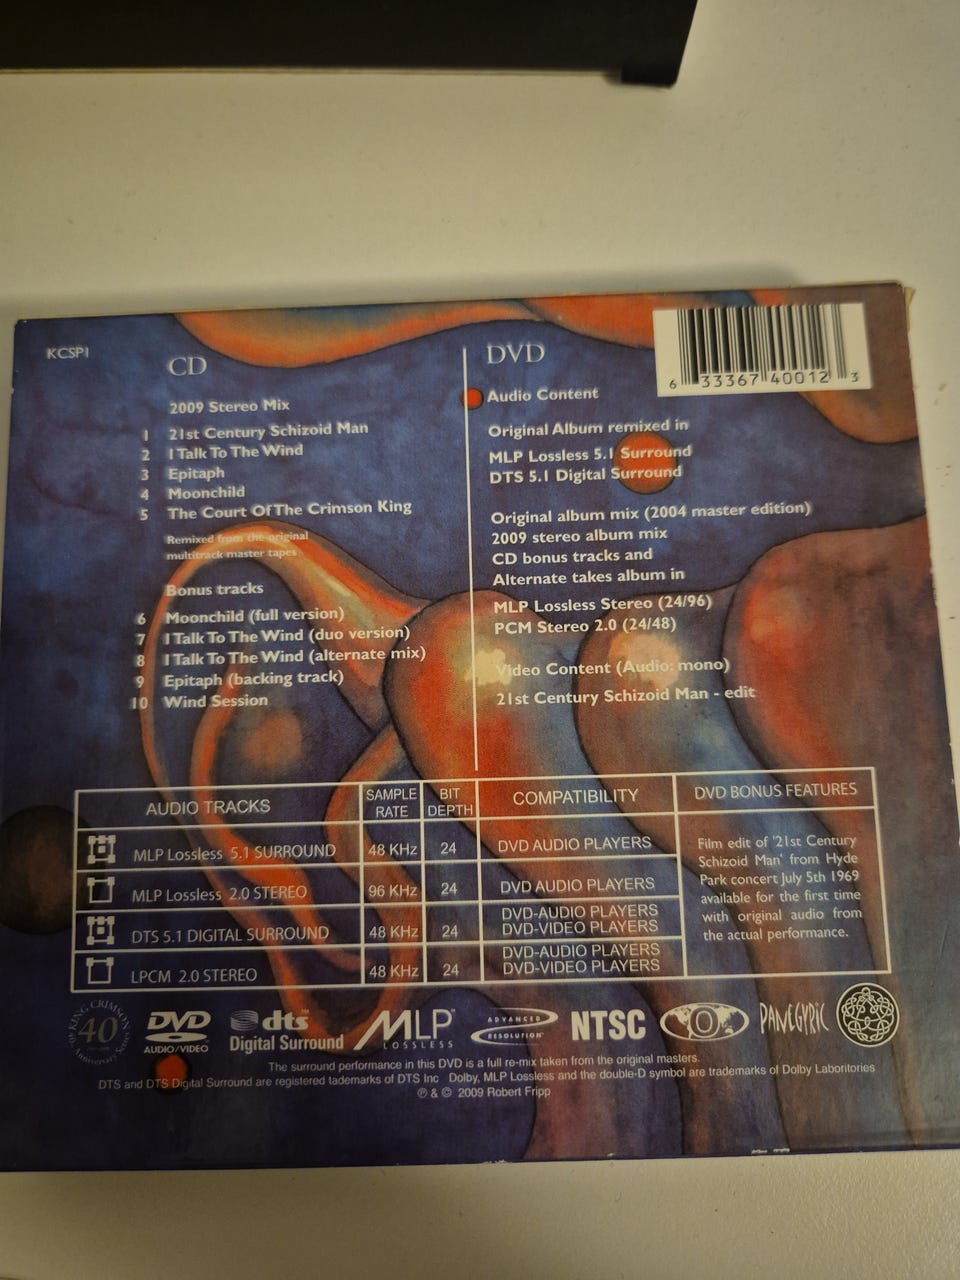 KCSP1
CD
2009 Stereo Mix
1 21st Century Schizoid Man
2 I Talk To The Wind
3 Epitaph
4 Moonchild
5 The Court Of The Crimson King
Remixed from the original
multitrack master tapes
Bonus tracks
6 Moonchild (full version)
7 I Talk To The Wind (duo version)
8 I Talk To The Wind (alternate mix)
9 Epitaph (backing track)
10 Wind Session
DVD
Audio Content
Original Album remixed in
MLP Lossless 5.1 Surround
DTS 5.1 Digital Surround
Original album mix (2004 master edition)
2009 stereo album mix
CD bonus tracks and
Alternate takes album in
MLP Lossless Stereo (24/96)
PCM Stereo 2.0 (24/48)
Video Content (Audio: mono)
21st Century Schizoid Man - edit
6 33367 40012 3
AUDIO TRACKS SAMPLE RATE BIT DEPTH COMPATIBILITY DVD BONUS FEATURES
MLP Lossless 5.1 SURROUND 48 KHz 24 DVD AUDIO PLAYERS
MLP Lossless 2.0 STEREO 96 KHz 24 DVD AUDIO PLAYERS
DTS 5.1 DIGITAL SURROUND 48 KHz 24 DVD-AUDIO PLAYERS
DVD-VIDEO PLAYERS
LPCM 2.0 STEREO 48 KHz 24 DVD-AUDIO PLAYERS
DVD-VIDEO PLAYERS
Film edit of '21st Century
Schizoid Man' from Hyde
Park concert July 5th 1969
available for the first time
with original audio from
the actual performance.
KING CRIMSON 40 Anniversary Series
DVD AUDIO/VIDEO
dts Digital Surround
MLP LOSSLESS
ADVANCED RESOLUTION
NTSC
0
PANEGYRIC
The surround performance in this DVD is a full re-mix taken from the original masters.
DTS and DTS Digital Surround are registered trademarks of DTS Inc Dolby, MLP Lossless and the double-D symbol are trademarks of Dolby Laboritories
℗ & © 2009 Robert Fripp